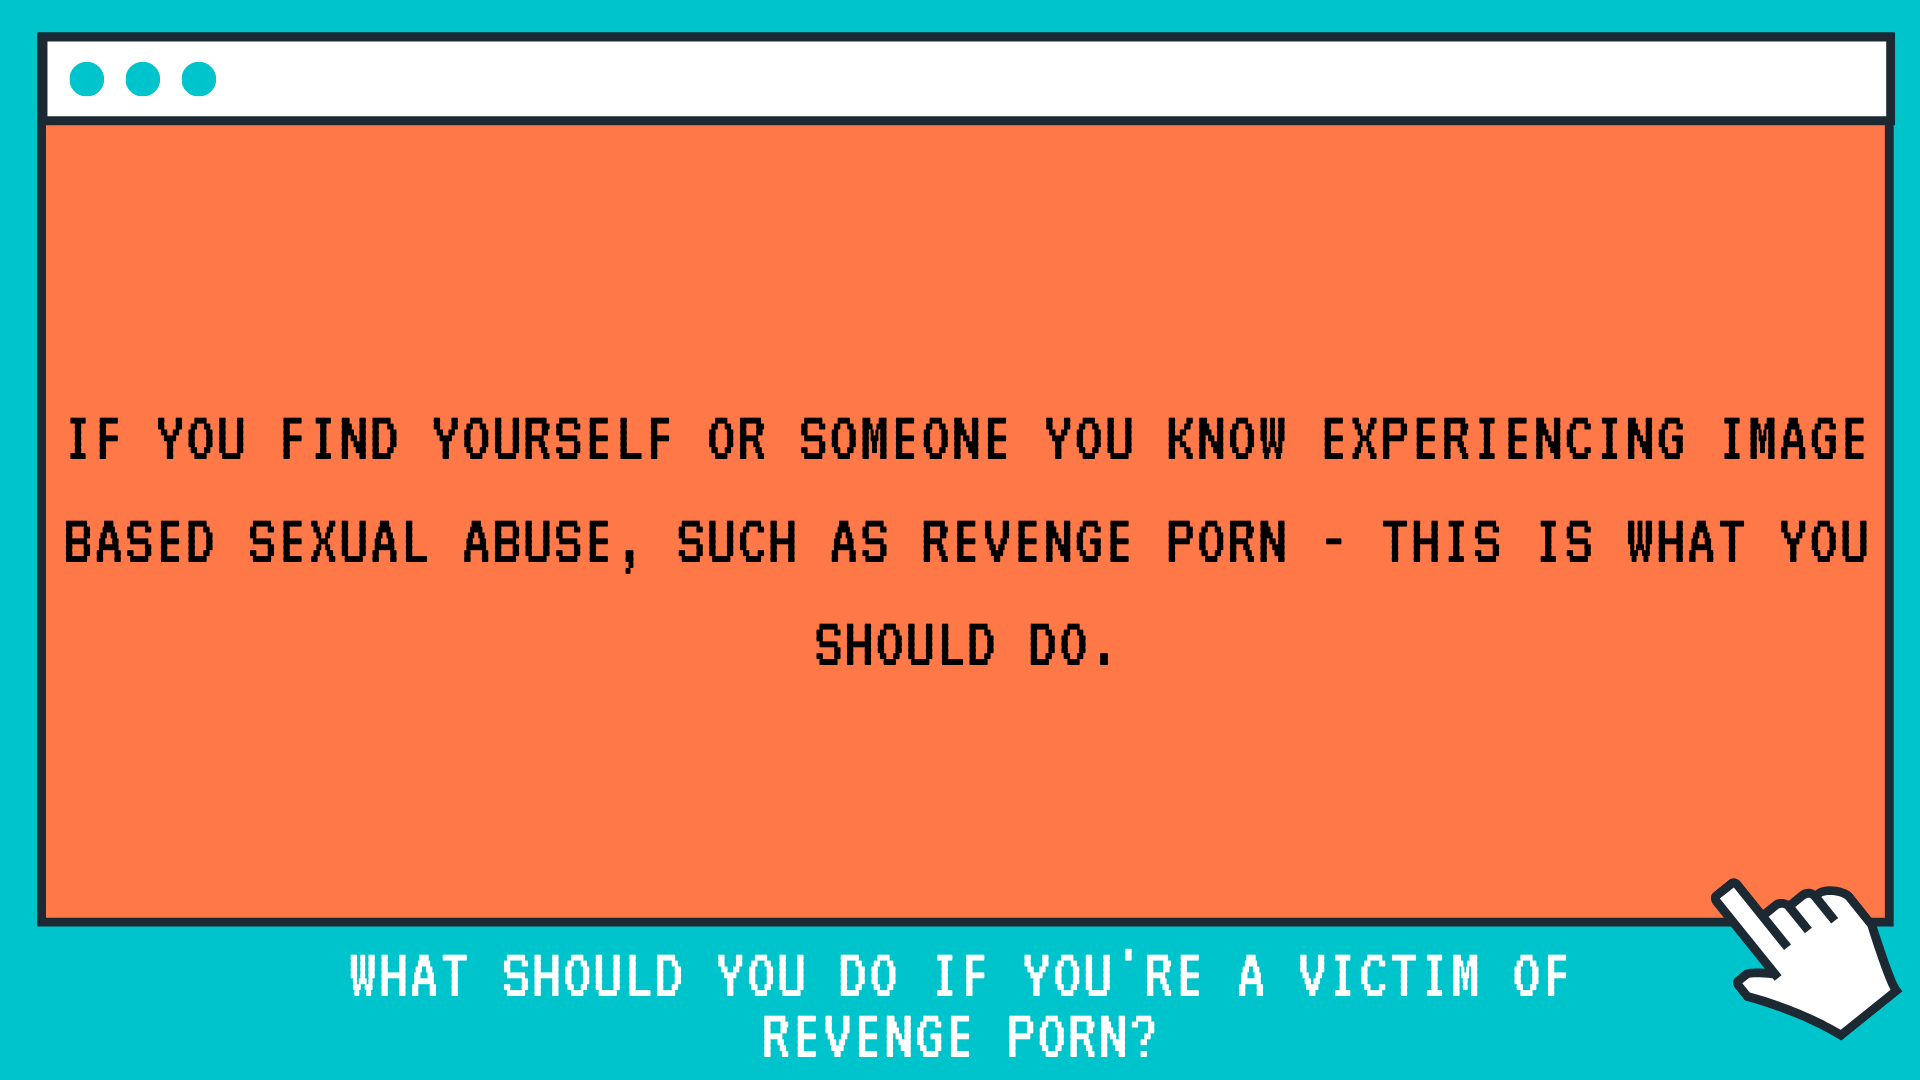 IF YOU FIND YOURSELF OR SOMEONE YOU KNOW EXPERIENCING IMAGE
BASED SEXUAL ABUSE, SUCH AS REVENGE PORN - THIS IS WHAT YOU
SHOULD DO.
WHAT SHOULD YOU DO IF YOU'RE A VICTIM OF
REVENGE PORN?